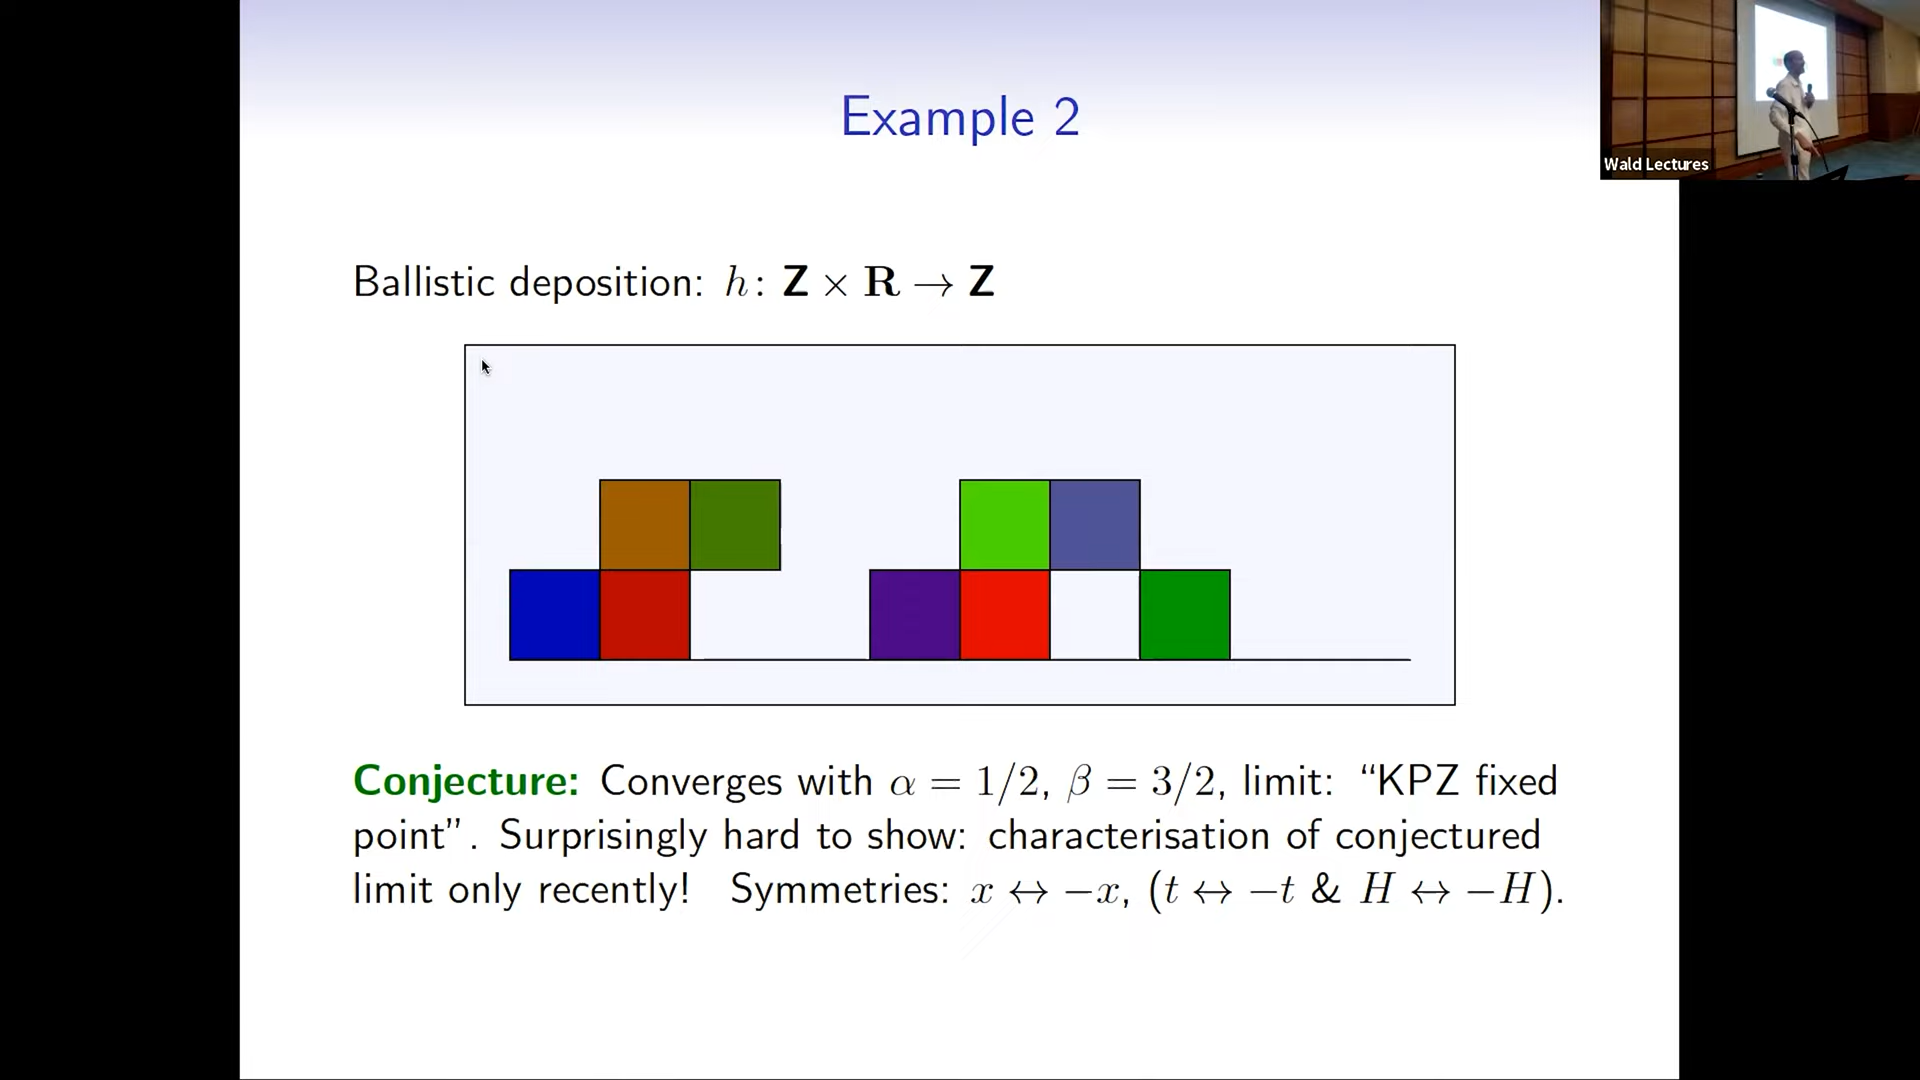 Example 2
Wald Lectures
Ballistic deposition: h: Z × R → Z
Conjecture: Converges with α = 1/2, β = 3/2, limit: “KPZ fixed
point”. Surprisingly hard to show: characterisation of conjectured
limit only recently! Symmetries: x ↔ −x, (t ↔ −t & H ↔ −H).